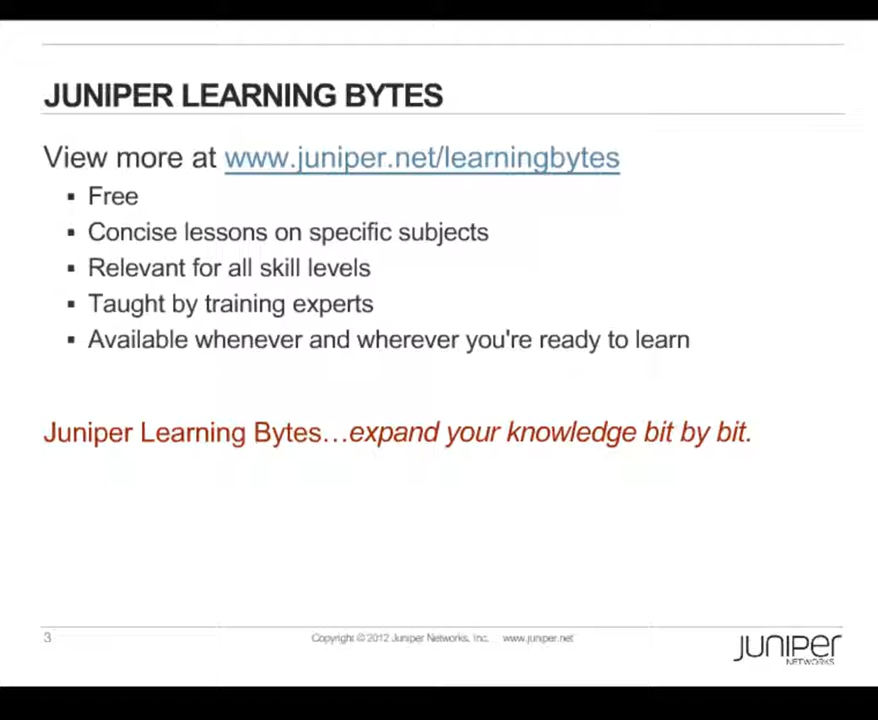 JUNIPER LEARNING BYTES
View more at www.juniper.net/learningbytes
▪ Free
▪ Concise lessons on specific subjects
▪ Relevant for all skill levels
▪ Taught by training experts
▪ Available whenever and wherever you're ready to learn
Juniper Learning Bytes…expand your knowledge bit by bit.
3
Copyright © 2012 Juniper Networks, Inc. www.juniper.net
JUNIPER
NETWORKS